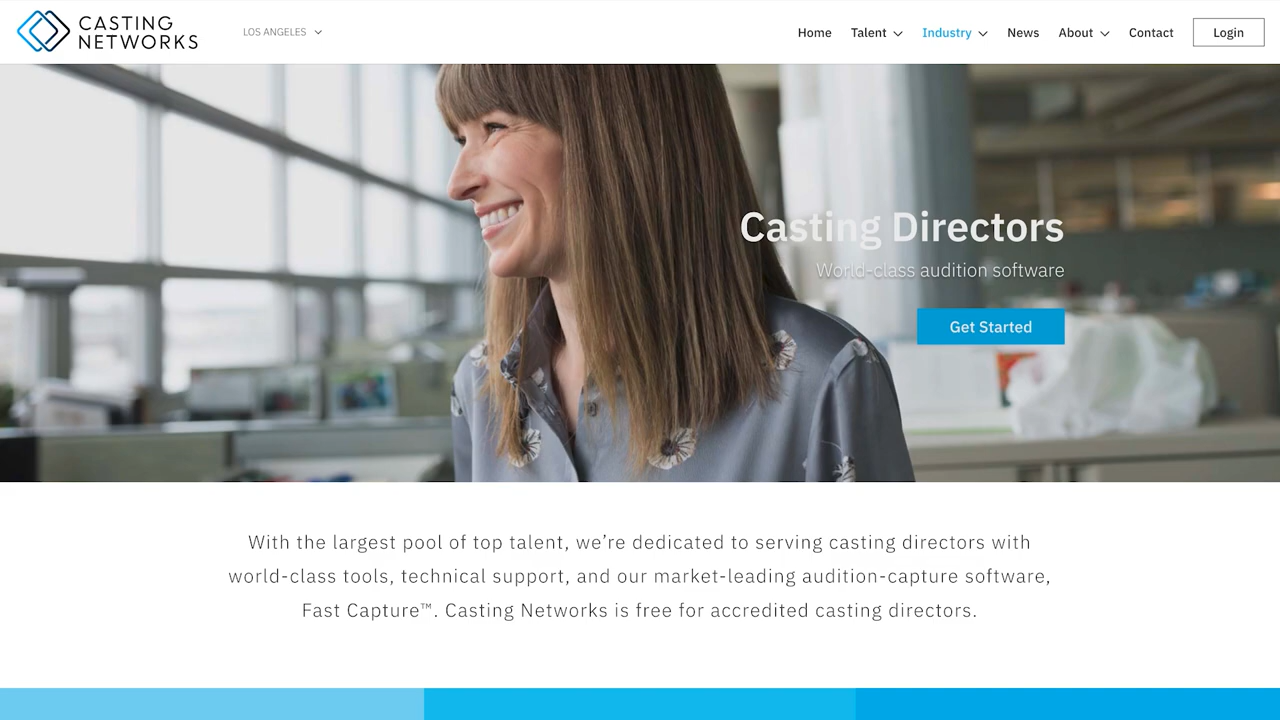 CASTING
NETWORKS
LOS ANGELES
Home Talent Industry News About Contact Login
Casting Directors
World-class audition software
Get Started
With the largest pool of top talent, we’re dedicated to serving casting directors with
world-class tools, technical support, and our market-leading audition-capture software,
Fast Capture™. Casting Networks is free for accredited casting directors.